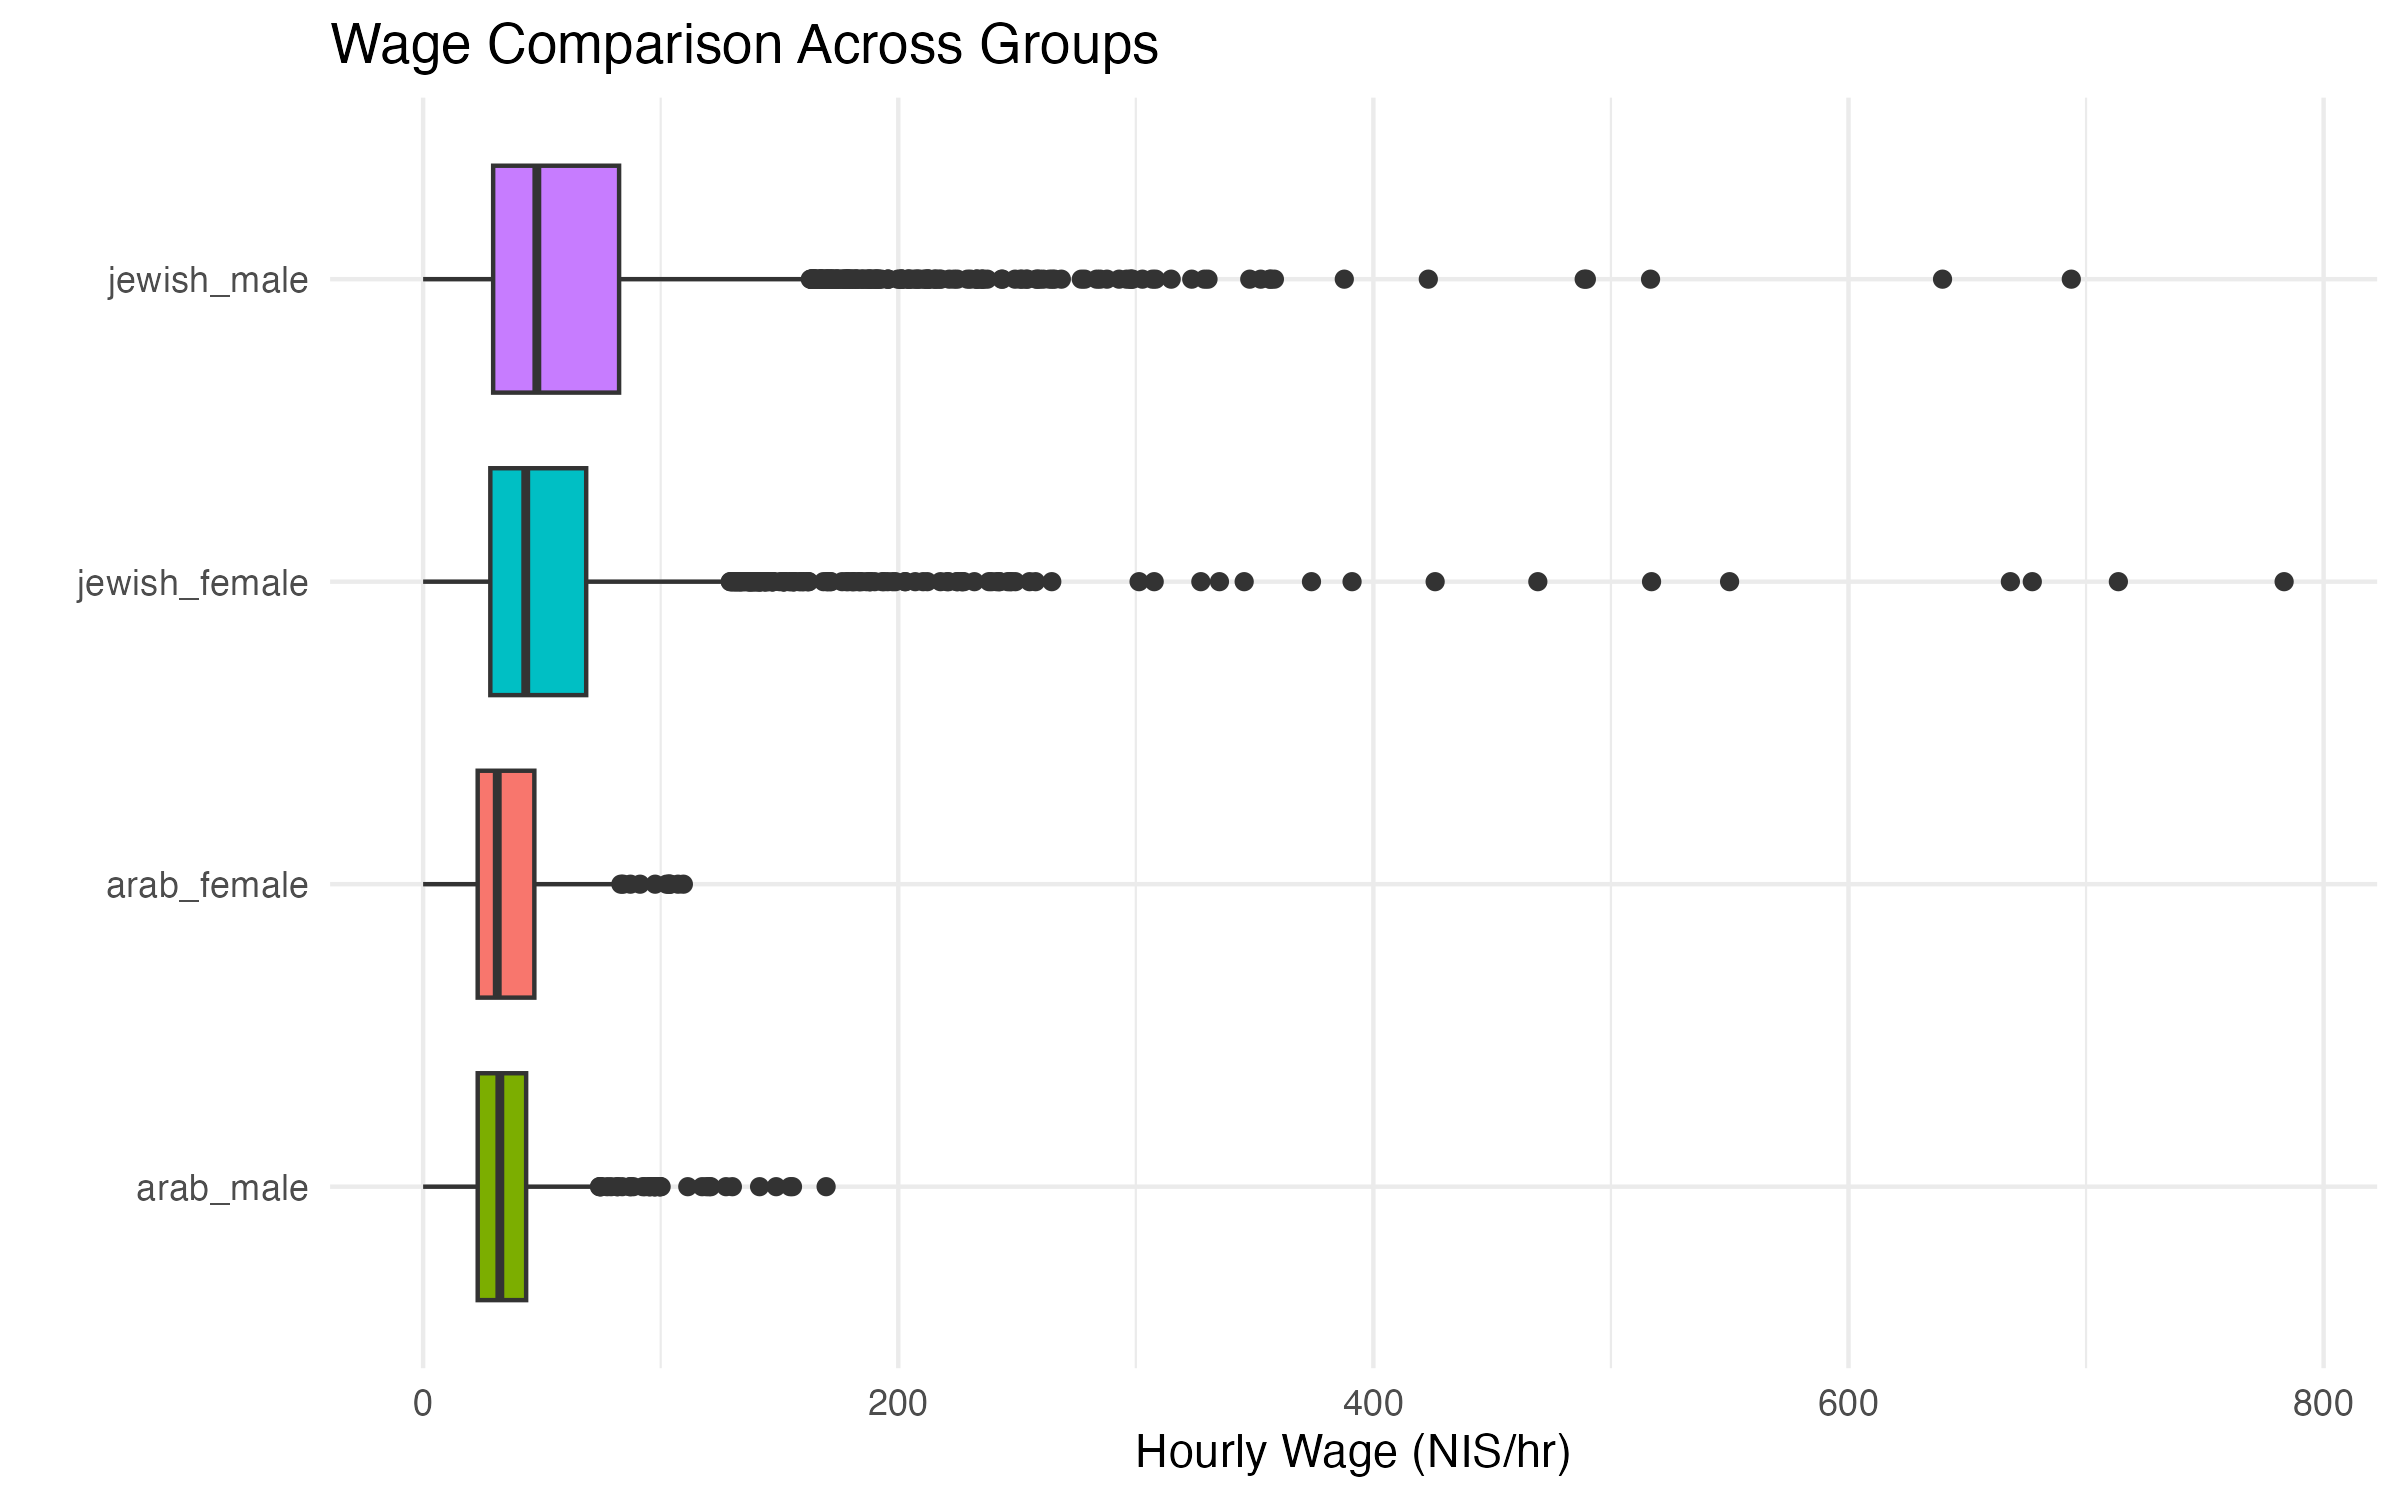 Wage Comparison Across Groups
jewish_male
jewish_female
arab_female
arab_male
0 200 400 600 800
Hourly Wage (NIS/hr)